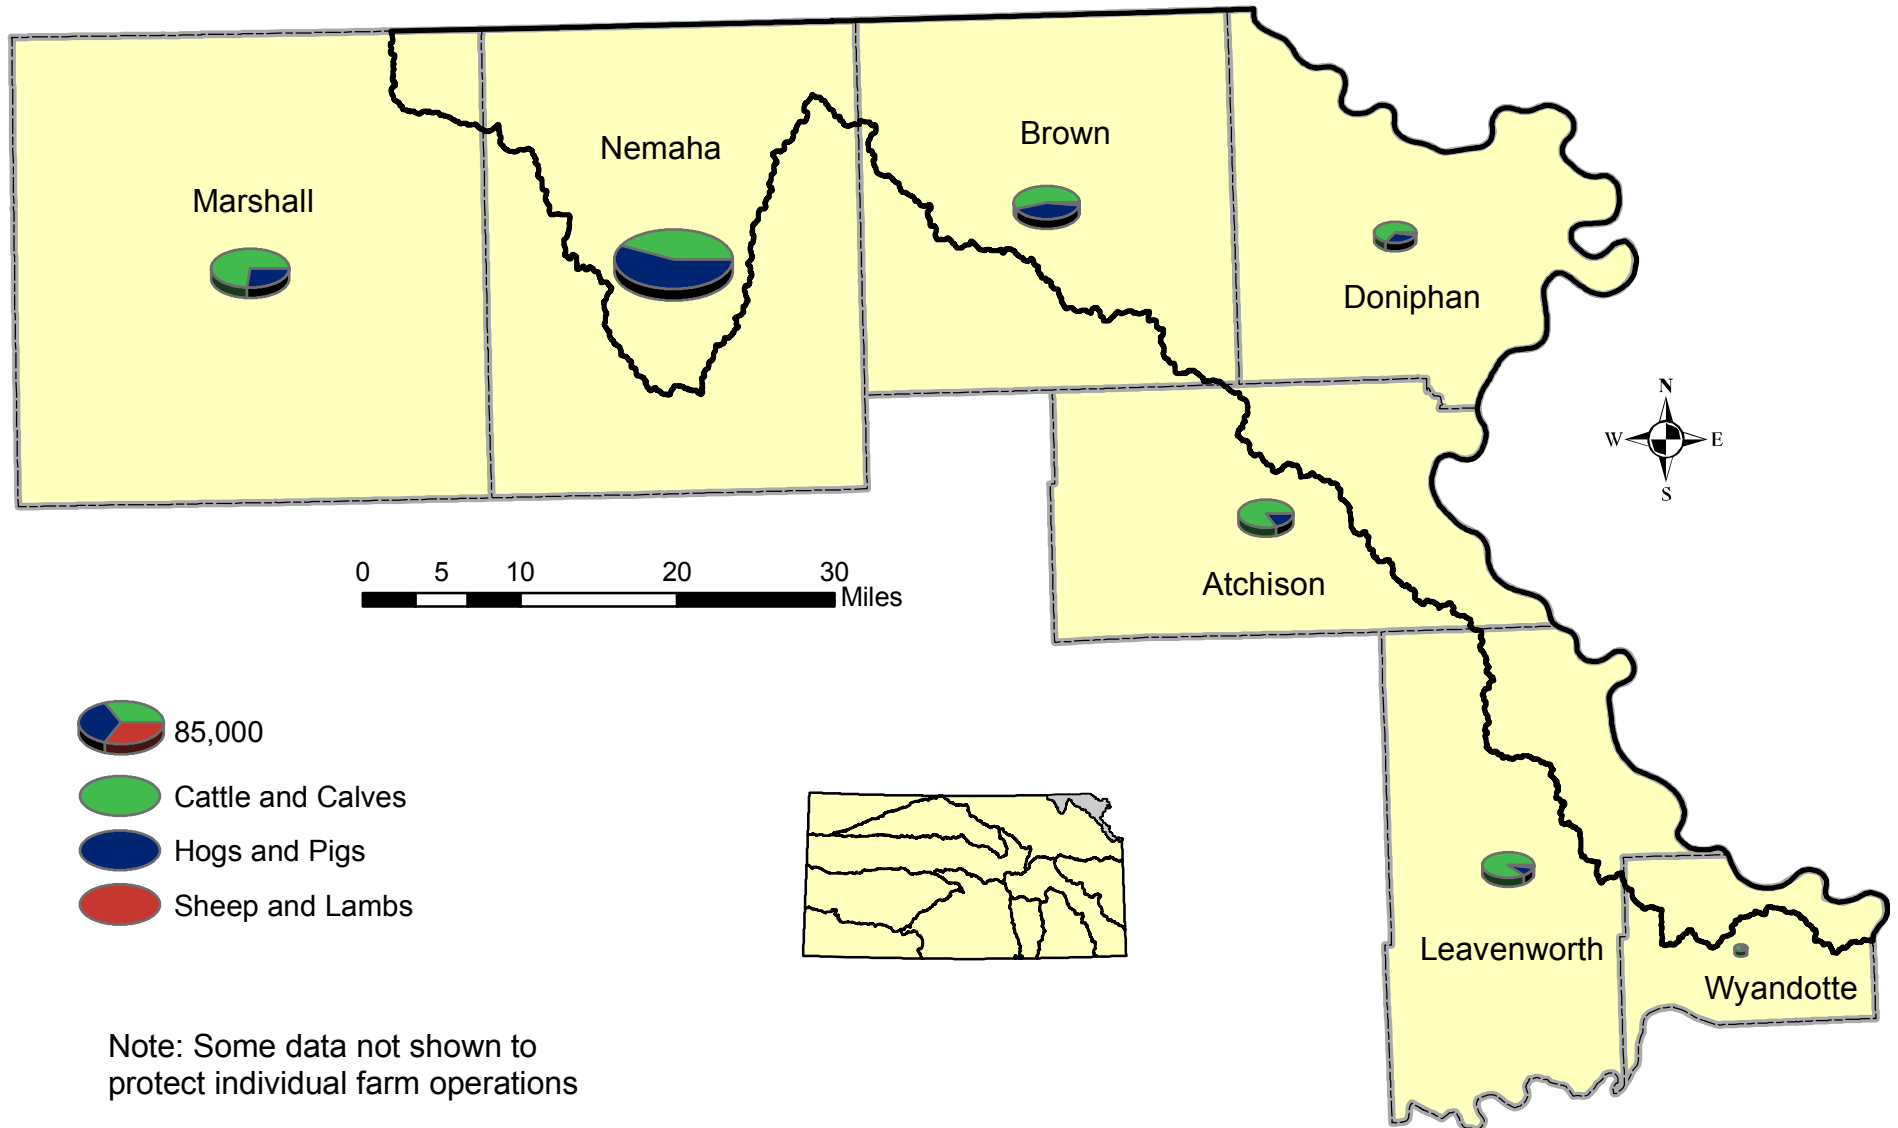 Brown
Nemaha
Marshall
Doniphan
N
W E
S
Atchison
0 5 10 20 30
Miles
85,000
Cattle and Calves
Hogs and Pigs
Sheep and Lambs
Leavenworth
Wyandotte
Note: Some data not shown to
protect individual farm operations